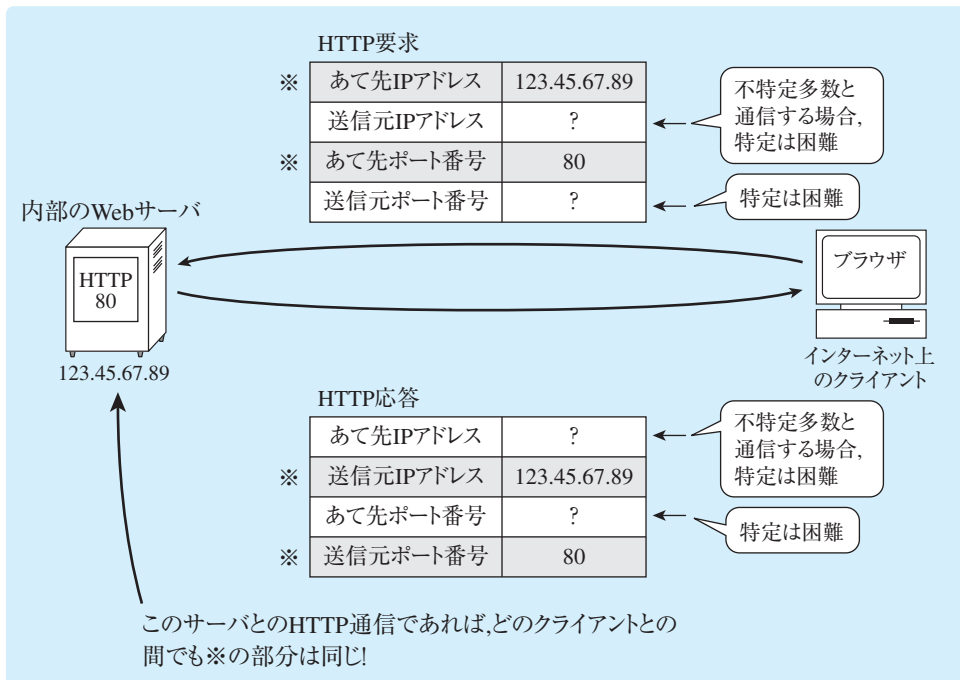 HTTP要求
※ あて先IPアドレス 123.45.67.89
送信元IPアドレス ?
※ あて先ポート番号 80
送信元ポート番号 ?
不特定多数と
通信する場合,
特定は困難
特定は困難
内部のWebサーバ
HTTP
80
123.45.67.89
ブラウザ
インターネット上
のクライアント
HTTP応答
あて先IPアドレス ?
※ 送信元IPアドレス 123.45.67.89
あて先ポート番号 ?
※ 送信元ポート番号 80
不特定多数と
通信する場合,
特定は困難
特定は困難
このサーバとのHTTP通信であれば,どのクライアントとの
間でも※の部分は同じ!